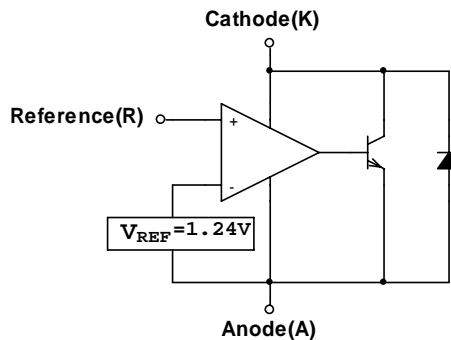 Cathode(K)
Reference(R)
+
-
VREF=1.24V
Anode(A)